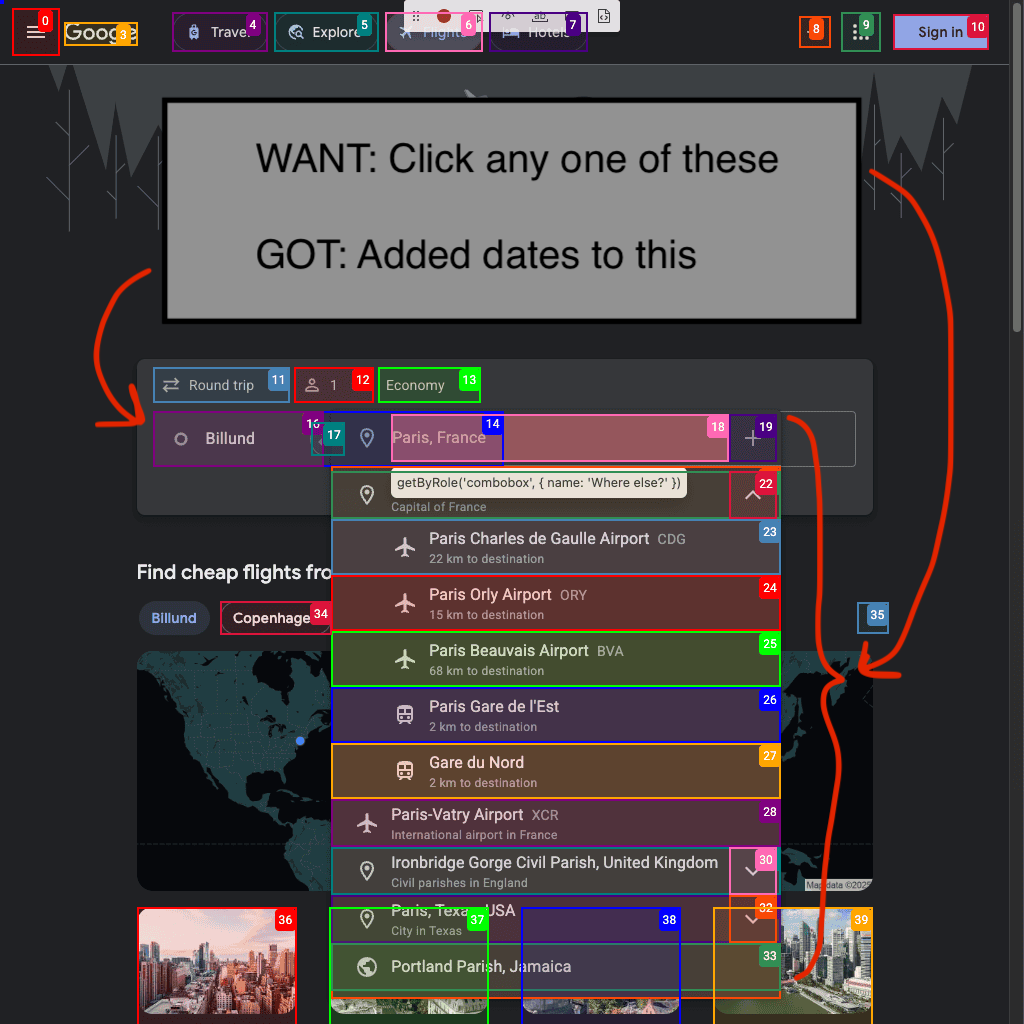 0
Google
3
Travel
4
Explore
5
Flights
6
Hotels
7
8
9
Sign in
10
WANT: Click any one of these
GOT: Added dates to this
Round trip
11
1
12
Economy
13
Billund
16
17
Paris, France
14
18
19
getByRole('combobox', { name: 'Where else?' })
22
Capital of France
Paris Charles de Gaulle Airport CDG
23
22 km to destination
Find cheap flights fro
Paris Orly Airport ORY
24
15 km to destination
Billund
Copenhage
34
35
Paris Beauvais Airport BVA
25
68 km to destination
Paris Gare de l'Est
26
2 km to destination
Gare du Nord
27
2 km to destination
Paris-Vatry Airport XCR
28
International airport in France
Ironbridge Gorge Civil Parish, United Kingdom
30
Civil parishes in England
Map data ©2025
Paris, Texas, USA
32
City in Texas
36
37
38
39
Portland Parish, Jamaica
33